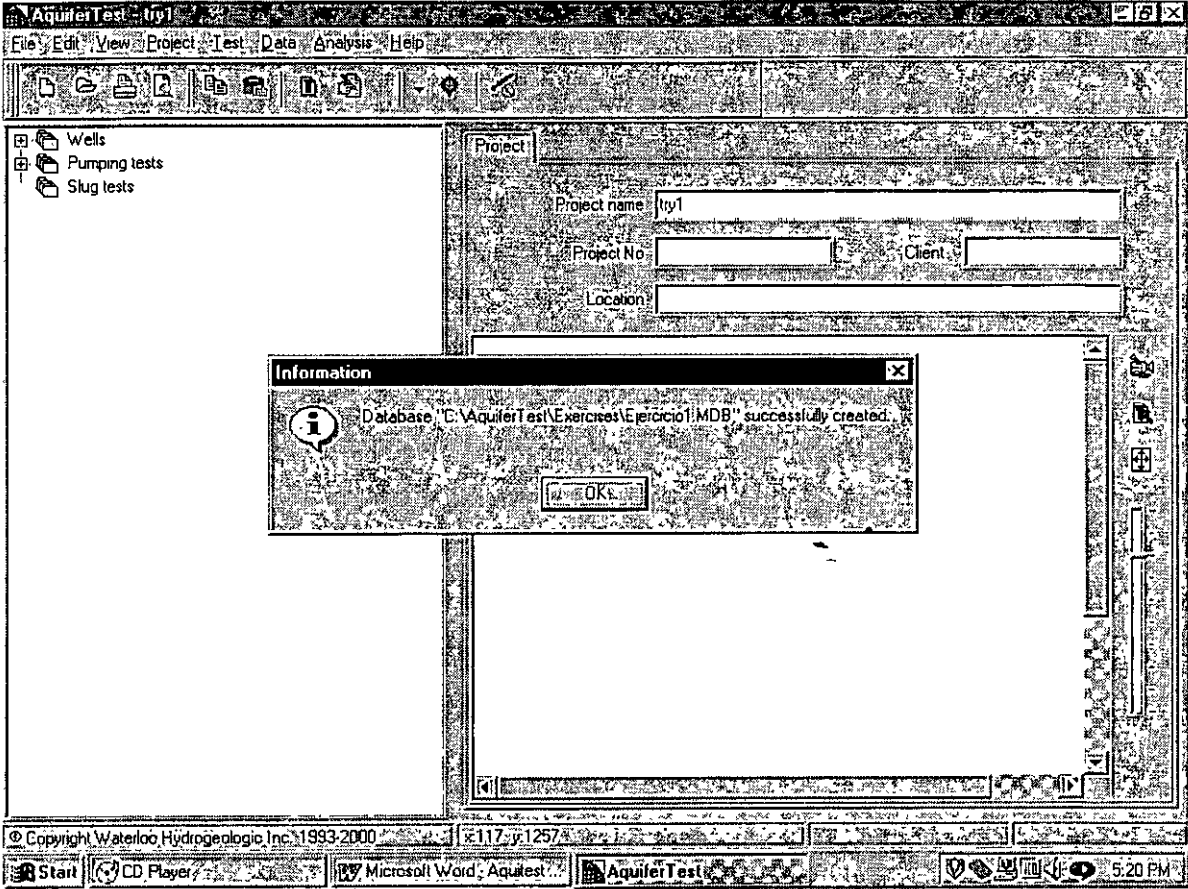 AquiferTest - try1
File Edit View Project Test Data Analysis Help
Wells
Pumping tests
Slug tests
Project
Project name try1
Project No
Client
Location
Information
Database "C:\AquiferTest\Exercises\Ejercicio1.MDB" successfully created.
OK
© Copyright Waterloo Hydrogeologic Inc. 1993-2000
x:117 y:1257
Start
CD Player
Microsoft Word - Aquitest...
AquiferTest
5:20 PM